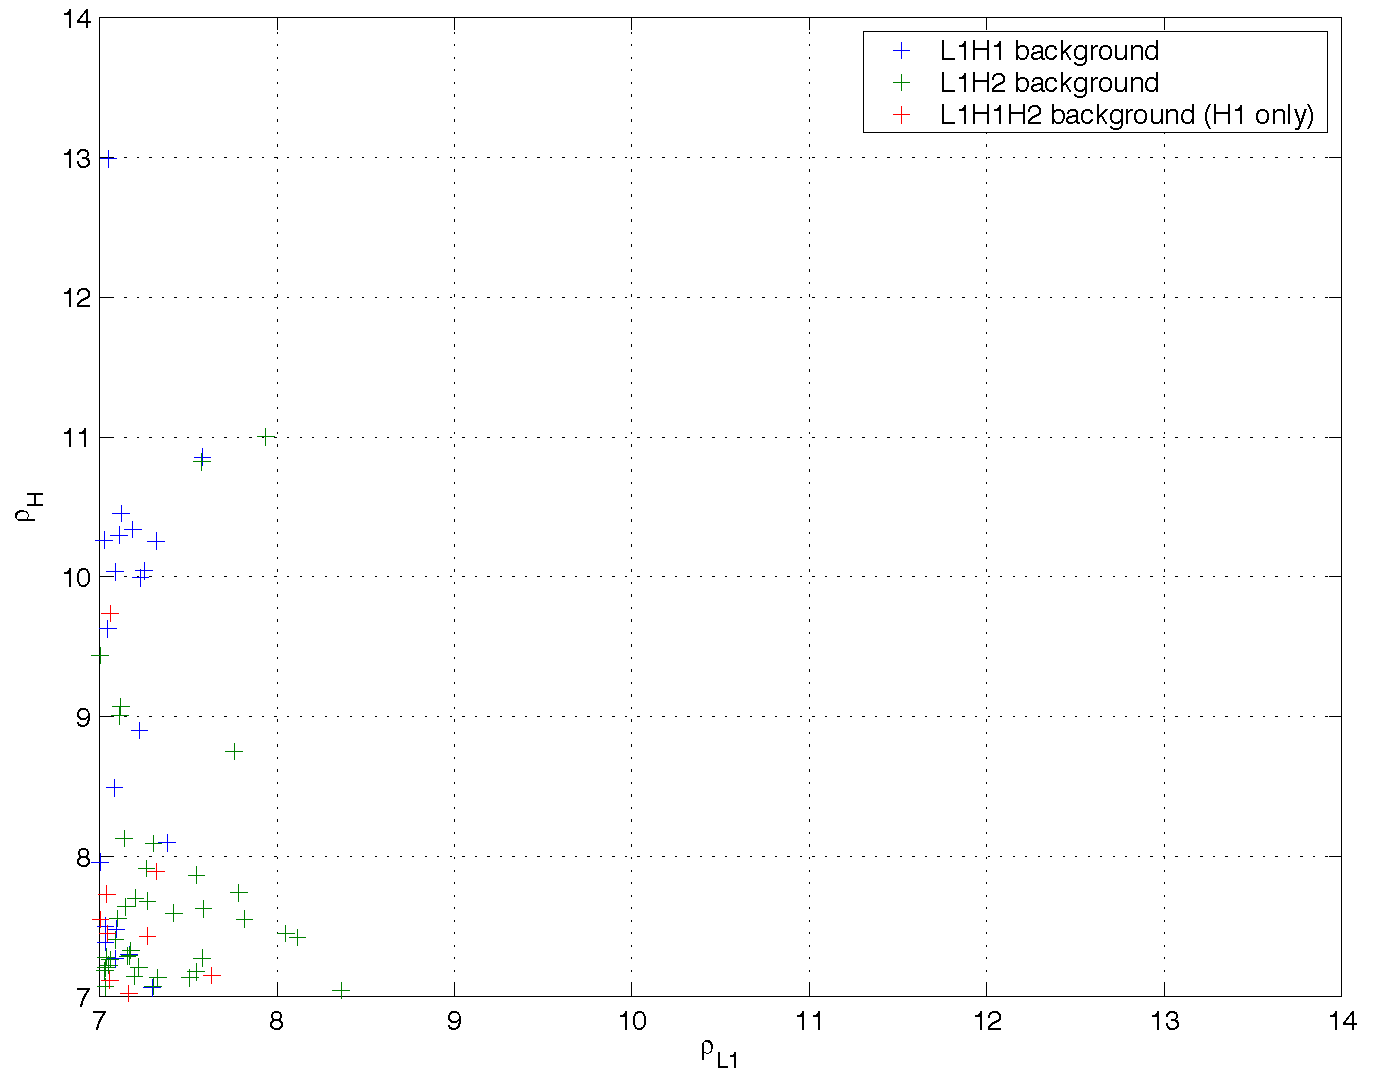 14
L1H1 background
L1H2 background
L1H1H2 background (H1 only)
13
12
11
ρH
10
9
8
7
7 8 9 10 11 12 13 14
ρL1